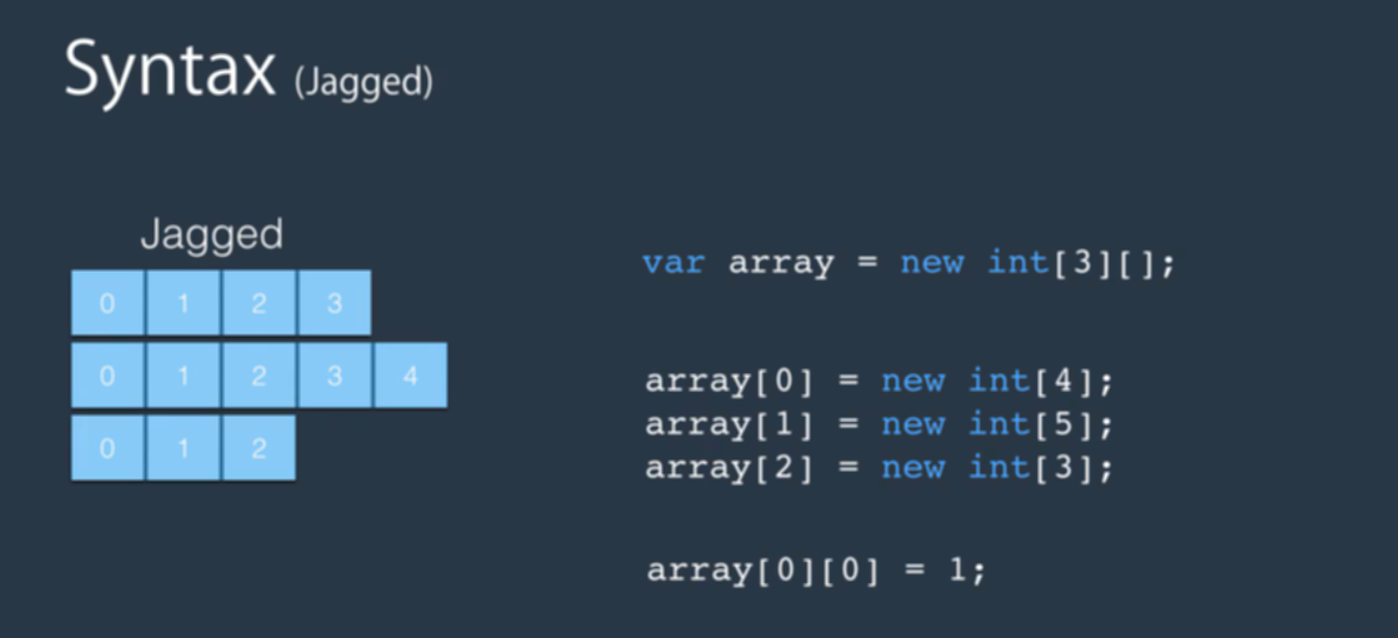 Syntax (Jagged)
Jagged
0 1 2 3
0 1 2 3 4
0 1 2
var array = new int[3][];
array[0] = new int[4];
array[1] = new int[5];
array[2] = new int[3];
array[0][0] = 1;